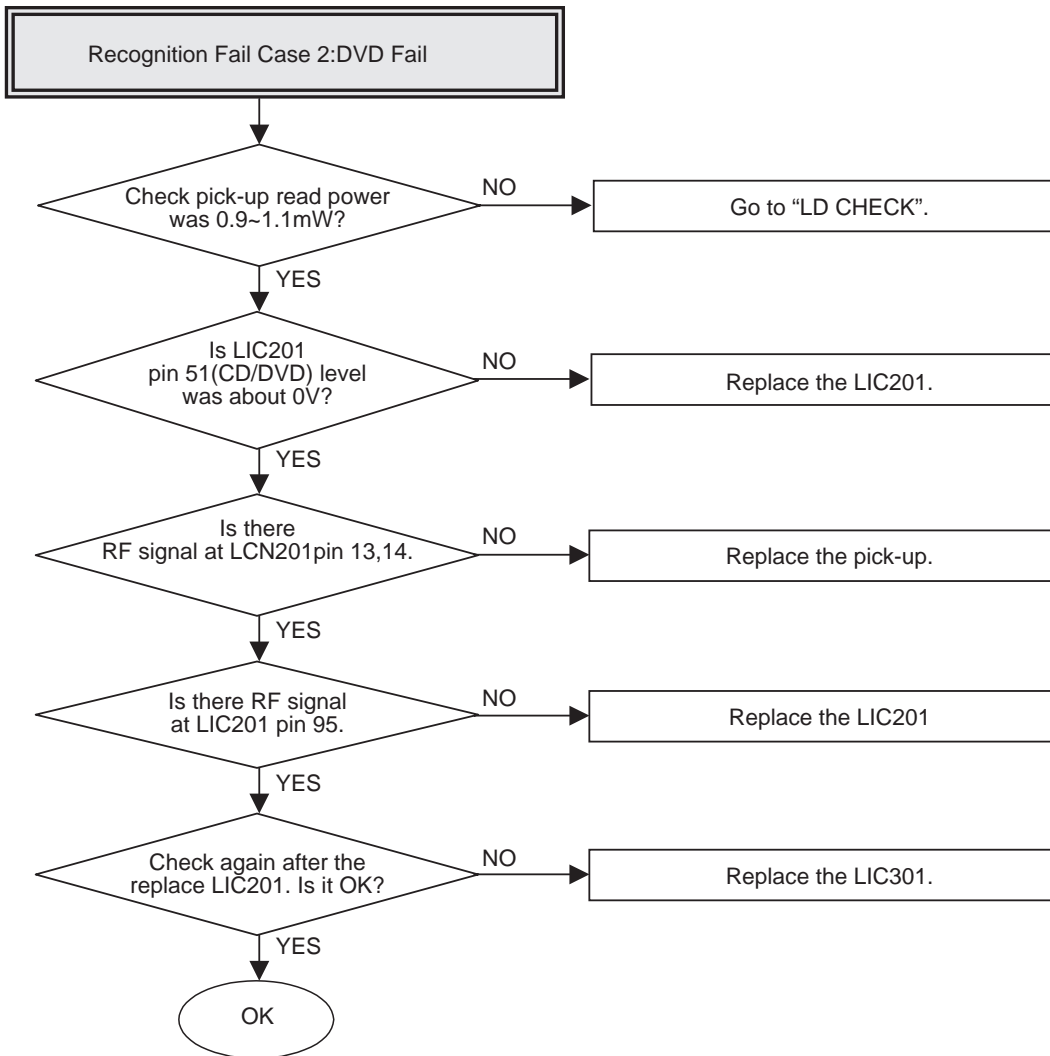 Recognition Fail Case 2:DVD Fail
Check pick-up read power
was 0.9~1.1mW?
NO
Go to “LD CHECK”.
YES
Is LIC201
pin 51(CD/DVD) level
was about 0V?
NO
Replace the LIC201.
YES
Is there
RF signal at LCN201pin 13,14.
NO
Replace the pick-up.
YES
Is there RF signal
at LIC201 pin 95.
NO
Replace the LIC201
YES
Check again after the
replace LIC201. Is it OK?
NO
Replace the LIC301.
YES
OK